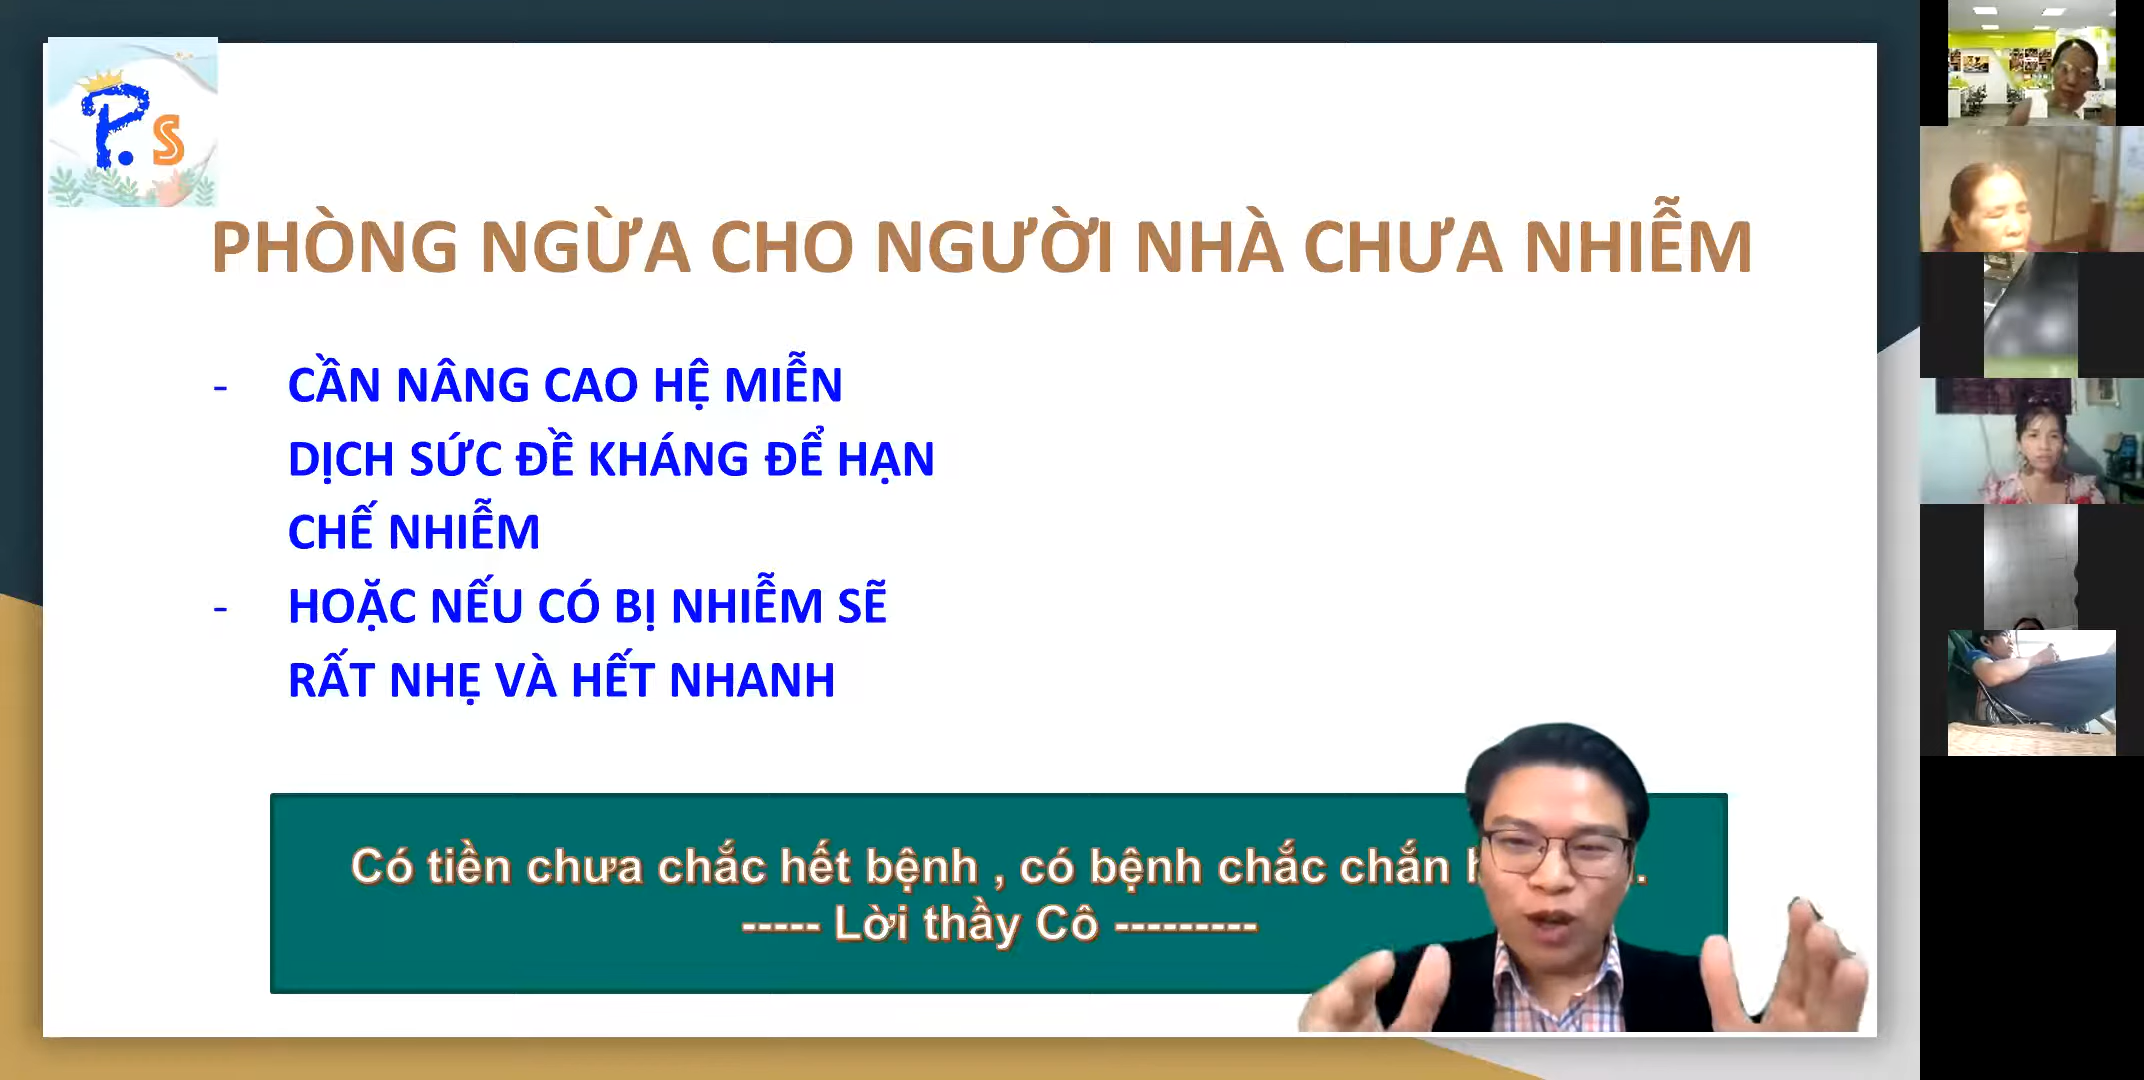 P.s
PHÒNG NGỪA CHO NGƯỜI NHÀ CHƯA NHIỄM
- CẦN NÂNG CAO HỆ MIỄN
DỊCH SỨC ĐỀ KHÁNG ĐỂ HẠN
CHẾ NHIỄM
- HOẶC NẾU CÓ BỊ NHIỄM SẼ
RẤT NHẸ VÀ HẾT NHANH
Có tiền chưa chắc hết bệnh , có bệnh chắc chắn .
----- Lời thầy Cô ---------